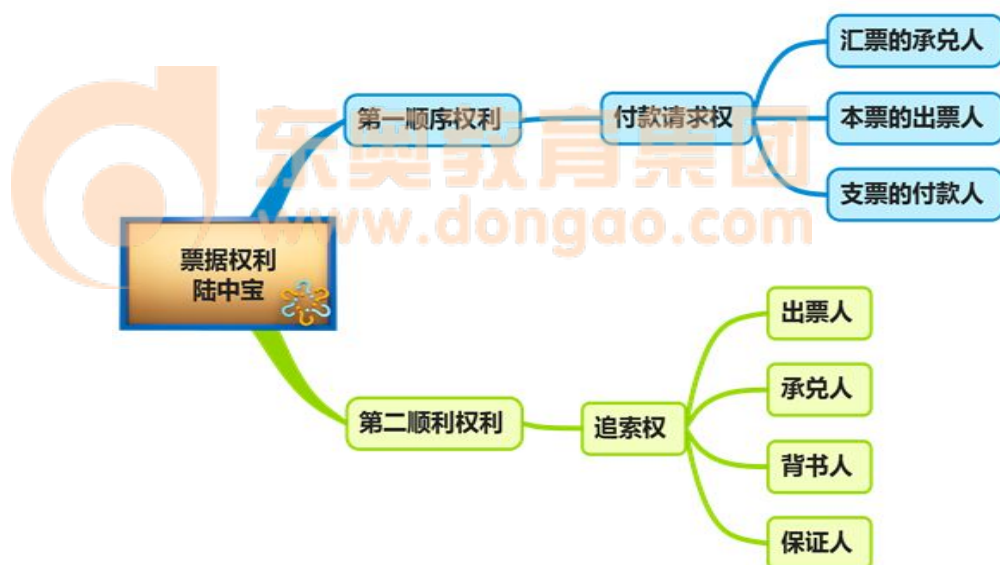 汇票的承兑人
第一顺序权利
付款请求权
本票的出票人
东奥教育集团
支票的付款人
www.dongao.com
票据权利
陆中宝
出票人
承兑人
第二顺利权利
追索权
背书人
保证人